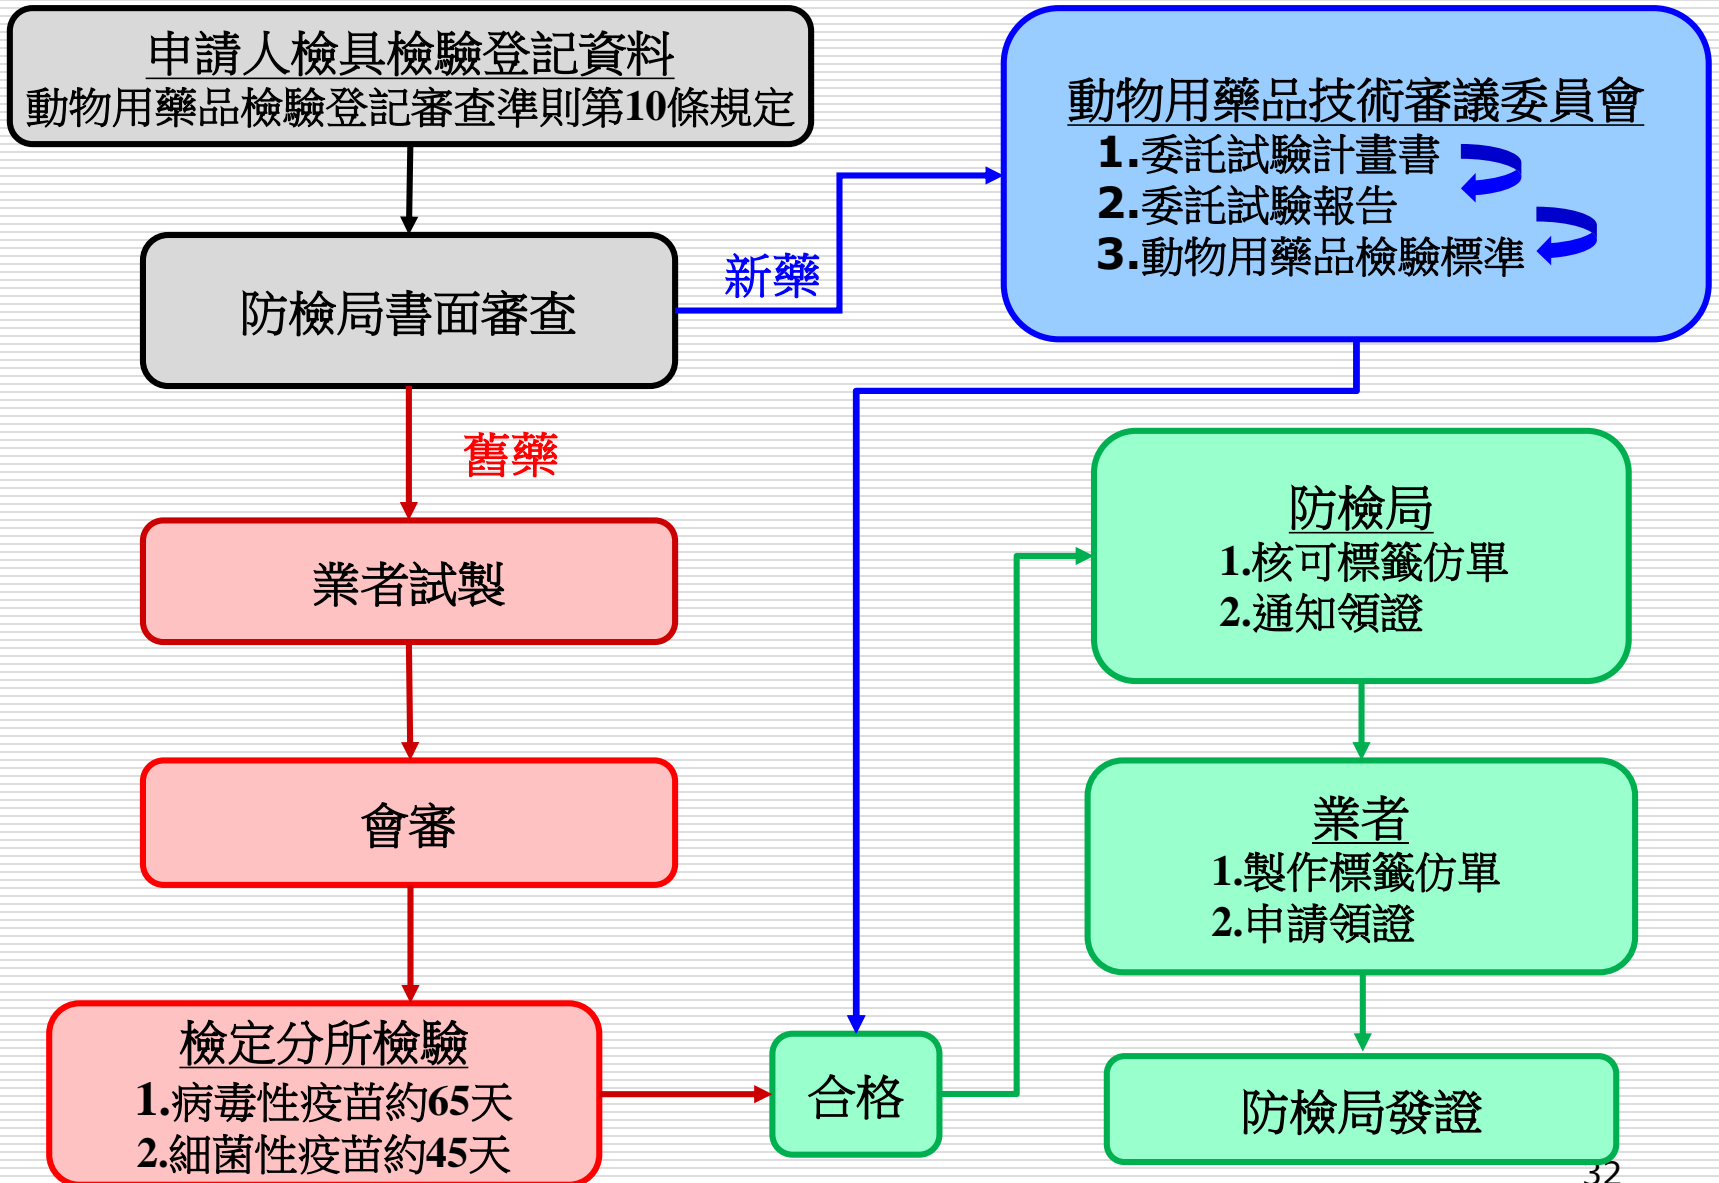 申請人檢具檢驗登記資料
動物用藥品檢驗登記審查準則第10條規定
防檢局書面審查
新藥
動物用藥品技術審議委員會
1.委託試驗計畫書
2.委託試驗報告
3.動物用藥品檢驗標準
舊藥
業者試製
會審
檢定分所檢驗
1.病毒性疫苗約65天
2.細菌性疫苗約45天
合格
防檢局
1.核可標籤仿單
2.通知領證
業者
1.製作標籤仿單
2.申請領證
防檢局發證
32